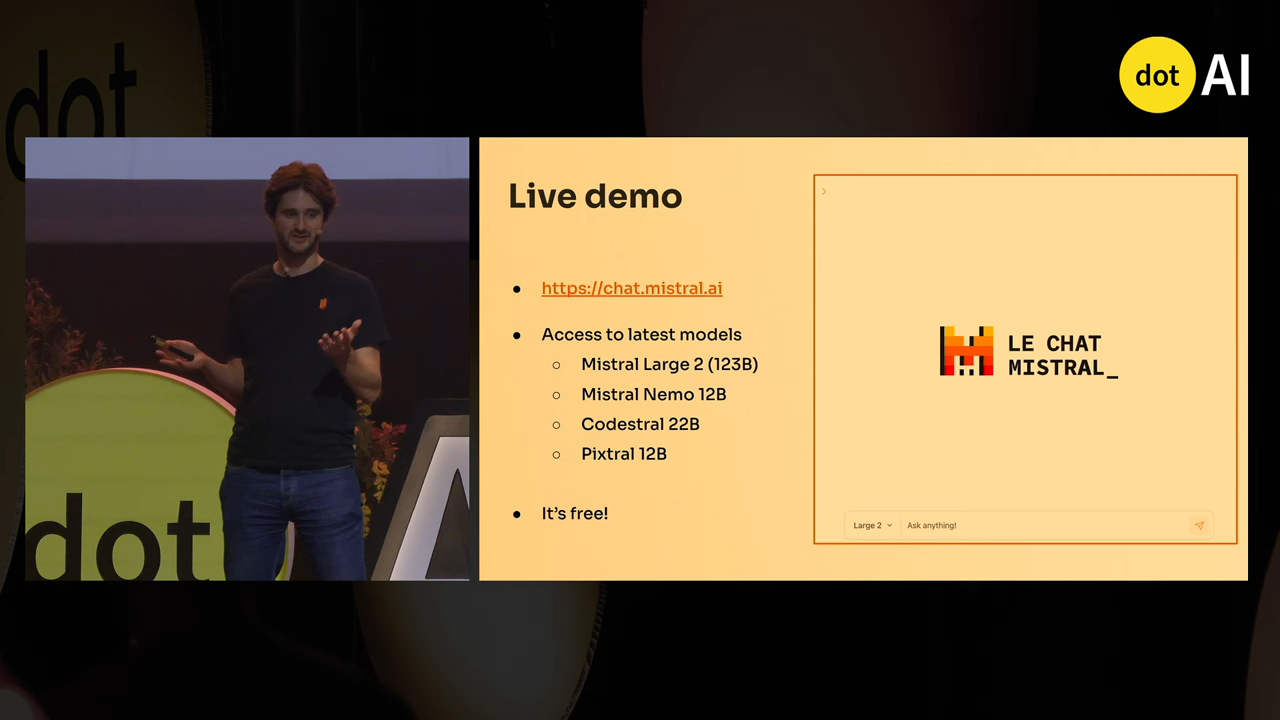 dot
dot AI
dot
A
Live demo
https://chat.mistral.ai
Access to latest models
Mistral Large 2 (123B)
Mistral Nemo 12B
Codestral 22B
Pixtral 12B
It's free!
LE CHAT
MISTRAL_
Large 2
Ask anything!